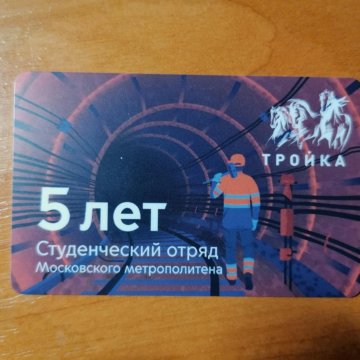 ТРОЙКА
5 лет
Студенческий отряд
Московского метрополитена